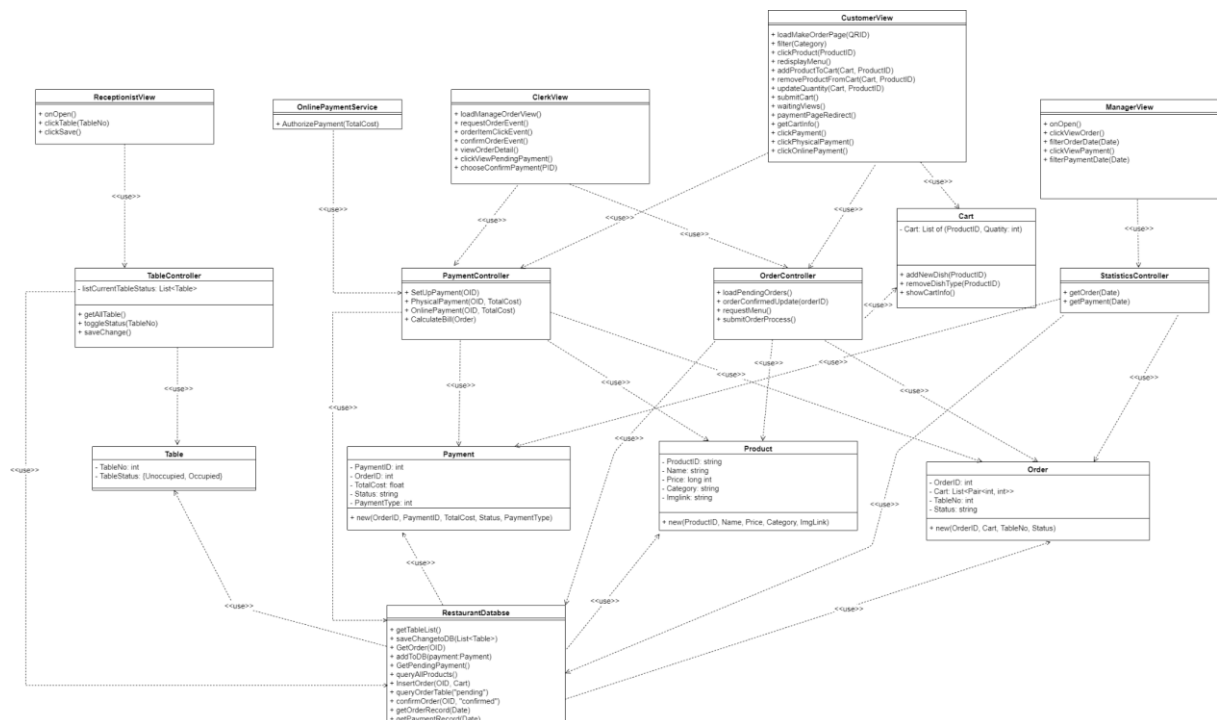 CustomerView
+ loadMakeOrderPage(QRID)
+ filter(Category)
+ clickProduct(ProductID)
+ redisplayMenu()
+ addProductToCart(Cart, ProductID)
+ removeProductFromCart(Cart, ProductID)
+ updateQuantity(Cart, ProductID)
+ submitCart()
+ waitingViews()
+ paymentPageRedirect()
+ getCartInfo()
+ clickPayment()
+ clickPhysicalPayment()
+ clickOnlinePayment()
ReceptionistView
+ onOpen()
+ clickTable(TableNo)
+ clickSave()
OnlinePaymentService
+ AuthorizePayment(TotalCost)
ClerkView
+ loadManageOrderView()
+ requestOrderEvent()
+ orderItemClickEvent()
+ confirmOrderEvent()
+ viewOrderDetail()
+ clickViewPendingPayment()
+ chooseConfirmPayment(PID)
ManagerView
+ onOpen()
+ clickViewOrder()
+ filterOrderDate(Date)
+ clickViewPayment()
+ filterPaymentDate(Date)
<<use>>
<<use>>
<<use>>
<<use>>
<<use>>
<<use>>
<<use>>
<<use>>
Cart
- Cart: List of (ProductID, Quatity: int)
+ addNewDish(ProductID)
+ removeDishType(ProductID)
+ showCartInfo()
TableController
- listCurrentTableStatus: List<Table>
+ getAllTable()
+ toggleStatus(TableNo)
+ saveChange()
PaymentController
+ SetUpPayment(OID)
+ PhysicalPayment(OID, TotalCost)
+ OnlinePayment(OID, TotalCost)
+ CalculateBill(Order)
OrderController
+ loadPendingOrders()
+ orderConfirmedUpdate(orderID)
+ requestMenu()
+ submitOrderProcess()
<<use>>
StatisticsController
+ getOrder(Date)
+ getPayment(Date)
<<use>>
<<use>>
<<use>>
<<use>>
<<use>>
<<use>>
<<use>>
<<use>>
<<use>>
<<use>>
<<use>>
<<use>>
<<use>>
Table
- TableNo: int
- TableStatus: {Unoccupied, Occupied}
Payment
- PaymentID: int
- OrderID: int
- TotalCost: float
- Status: string
- PaymentType: int
+ new(OrderID, PaymentID, TotalCost, Status, PaymentType)
Product
- ProductID: string
- Name: string
- Price: long int
- Category: string
- Imglink: string
+ new(ProductID, Name, Price, Category, ImgLink)
Order
- OrderID: int
- Cart: List<Pair<int, int>>
- TableNo: int
- Status: string
+ new(OrderID, Cart, TableNo, Status)
<<use>>
<<use>>
<<use>>
<<use>>
RestaurantDatabse
+ getTableList()
+ saveChangetoDB(List<Table>)
+ GetOrder(OID)
+ addToDB(payment:Payment)
+ GetPendingPayment()
+ queryAllProducts()
+ InsertOrder(OID, Cart)
+ queryOrderTable("pending")
+ confirmOrder(OID, "confirmed")
+ getOrderRecord(Date)
+ getPaymentRecord(Date)